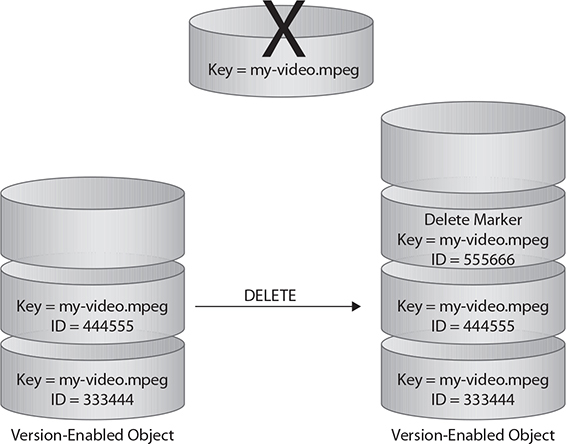 X
Key = my-video.mpeg
Key = my-video.mpeg
ID = 444555
Key = my-video.mpeg
ID = 333444
Version-Enabled Object
DELETE
Delete Marker
Key = my-video.mpeg
ID = 555666
Key = my-video.mpeg
ID = 444555
Key = my-video.mpeg
ID = 333444
Version-Enabled Object